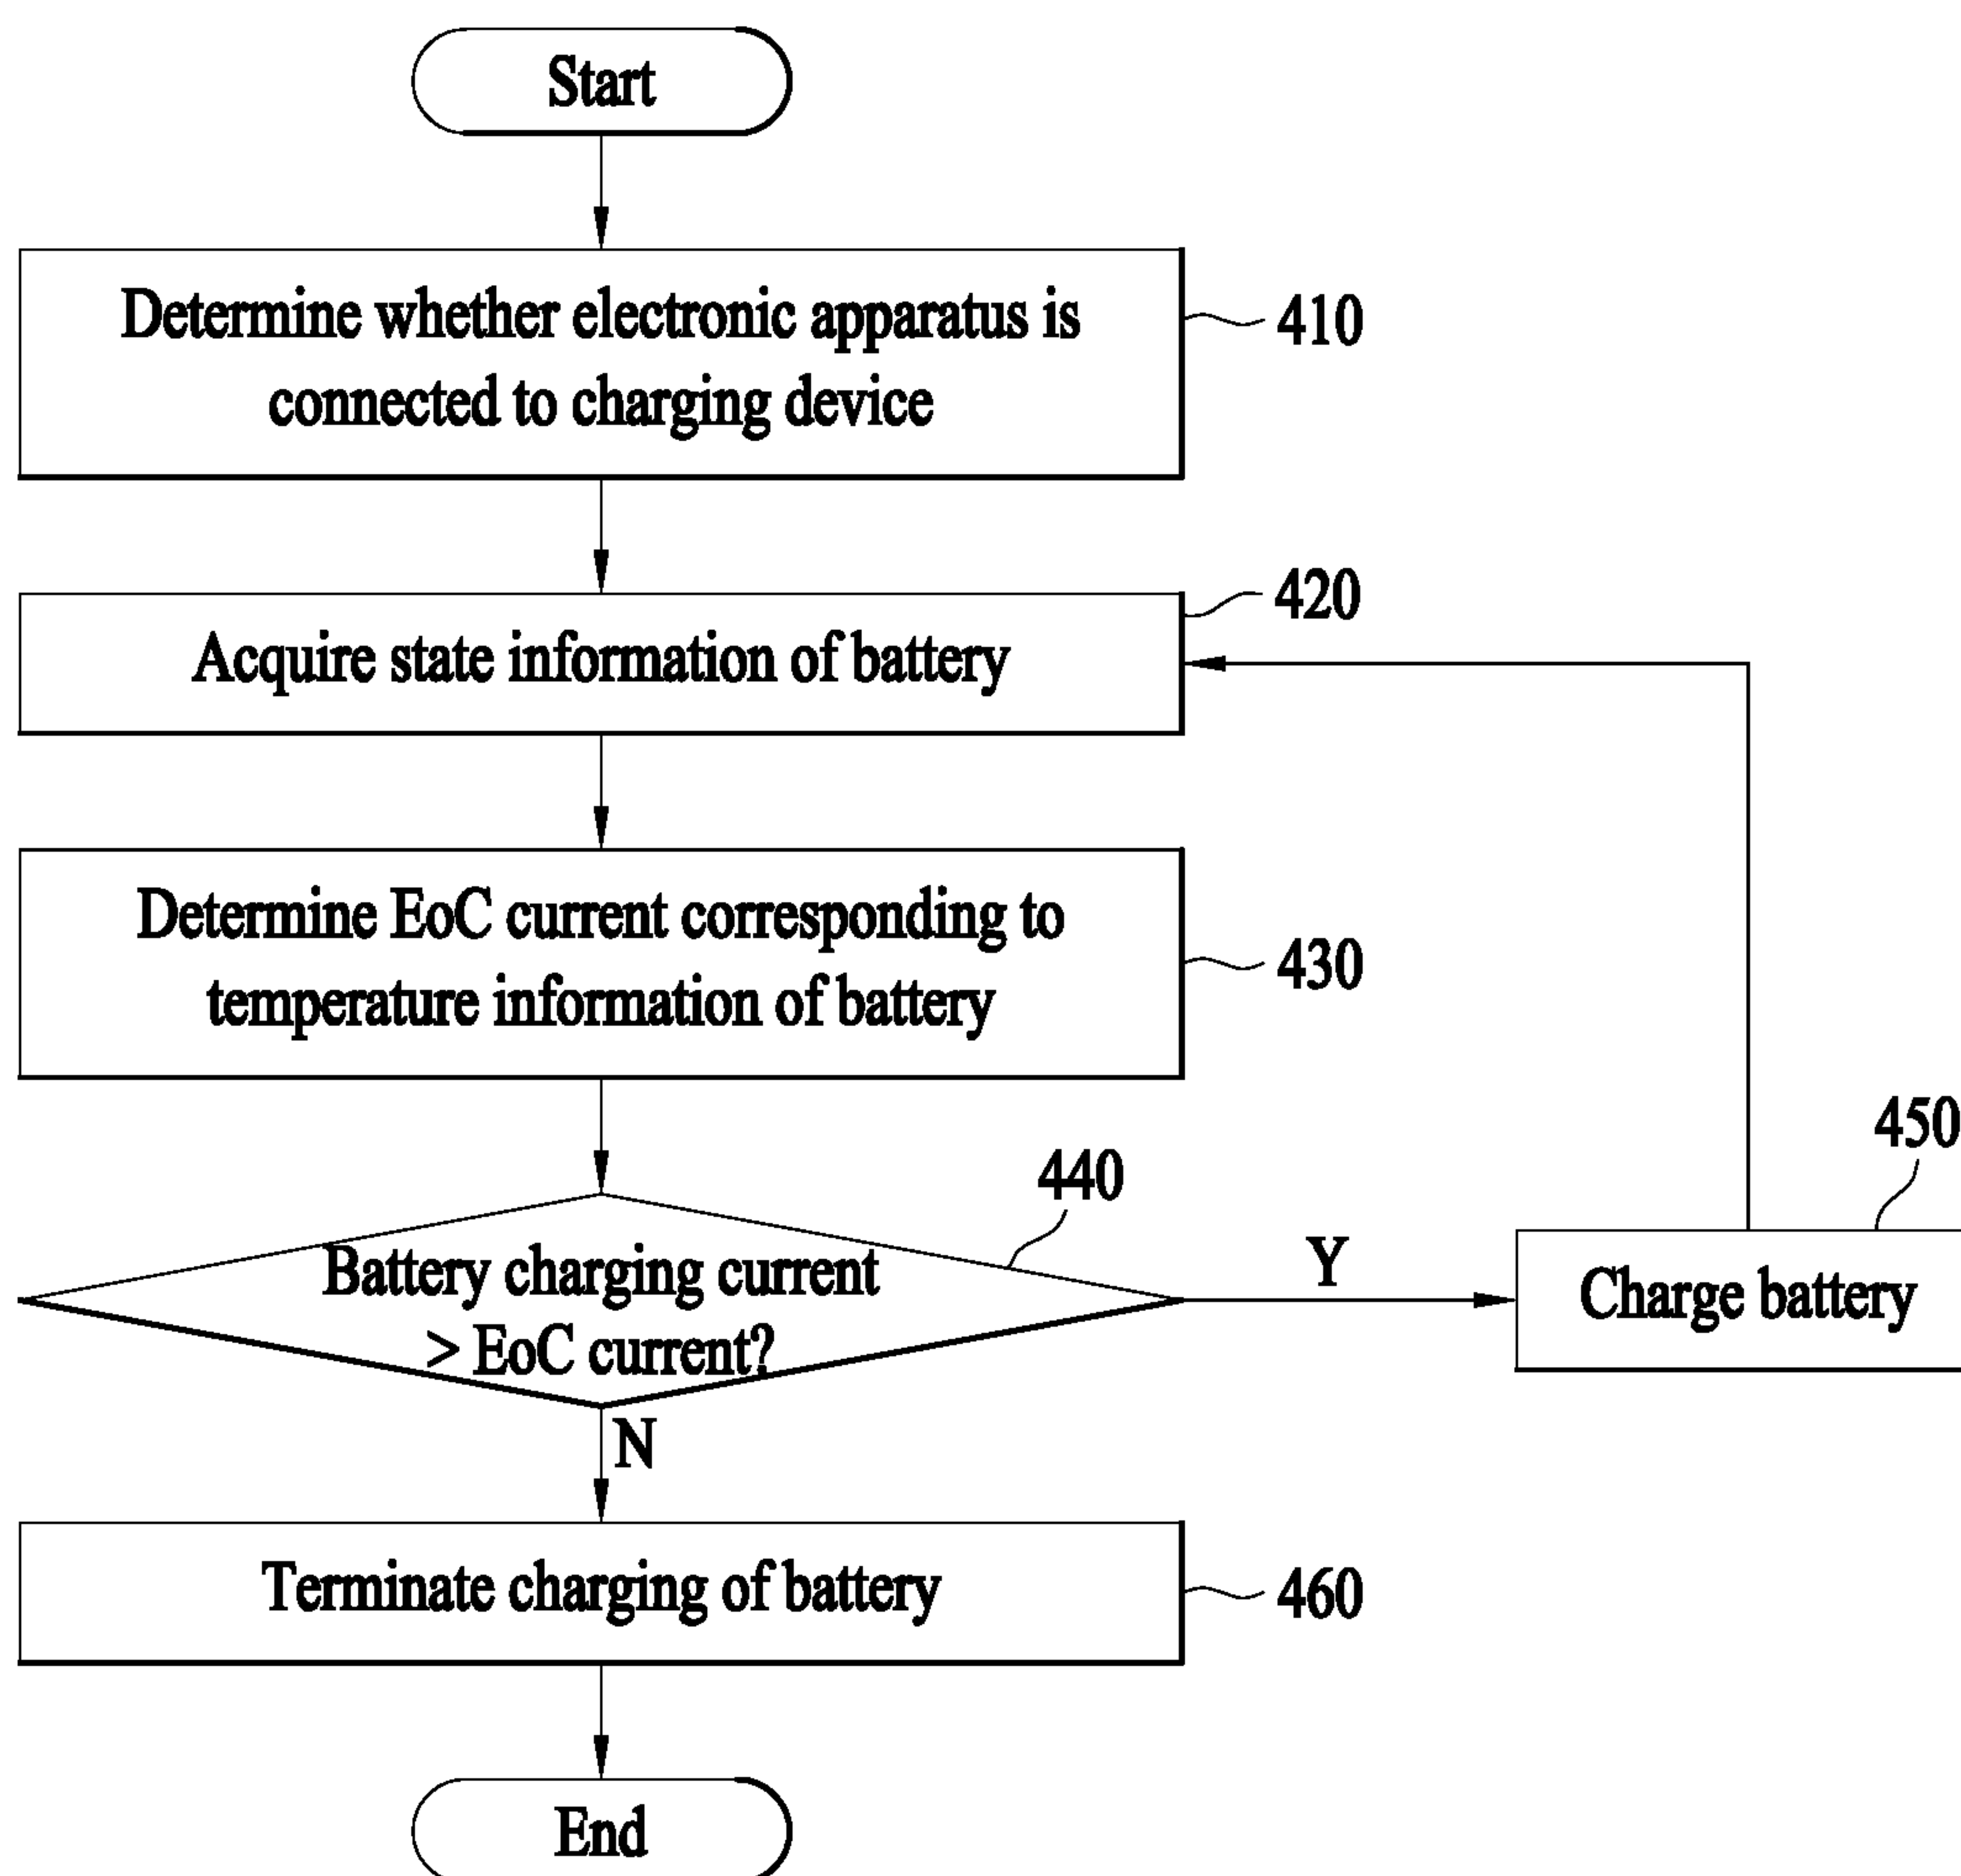 Start
Determine whether electronic apparatus is
connected to charging device
410
420
Acquire state information of battery
Determine EoC current corresponding to
temperature information of battery
430
440
Battery charging current
> EoC current?
Y
450
Charge battery
N
Terminate charging of battery
460
End